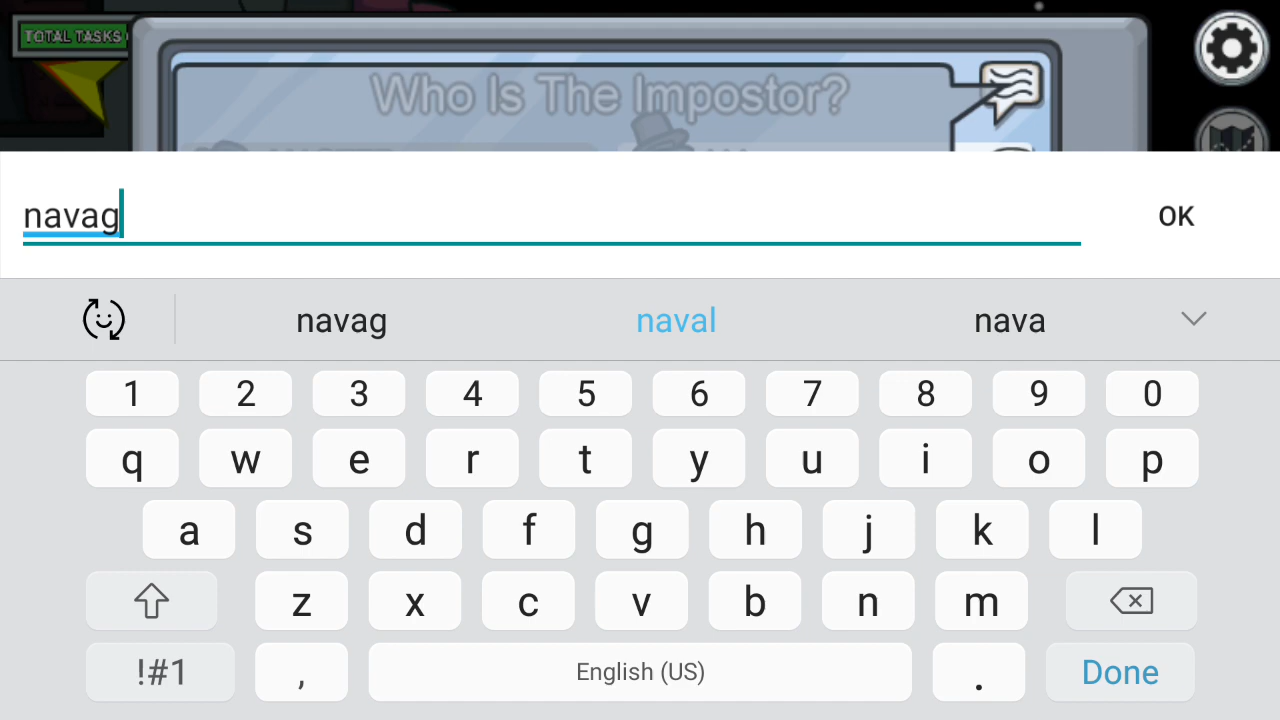 TOTAL TASKS
Who Is The Impostor?
navag
OK
navag naval nava
1 2 3 4 5 6 7 8 9 0
q w e r t y u i o p
a s d f g h j k l
z x c v b n m
!#1 , English (US) . Done